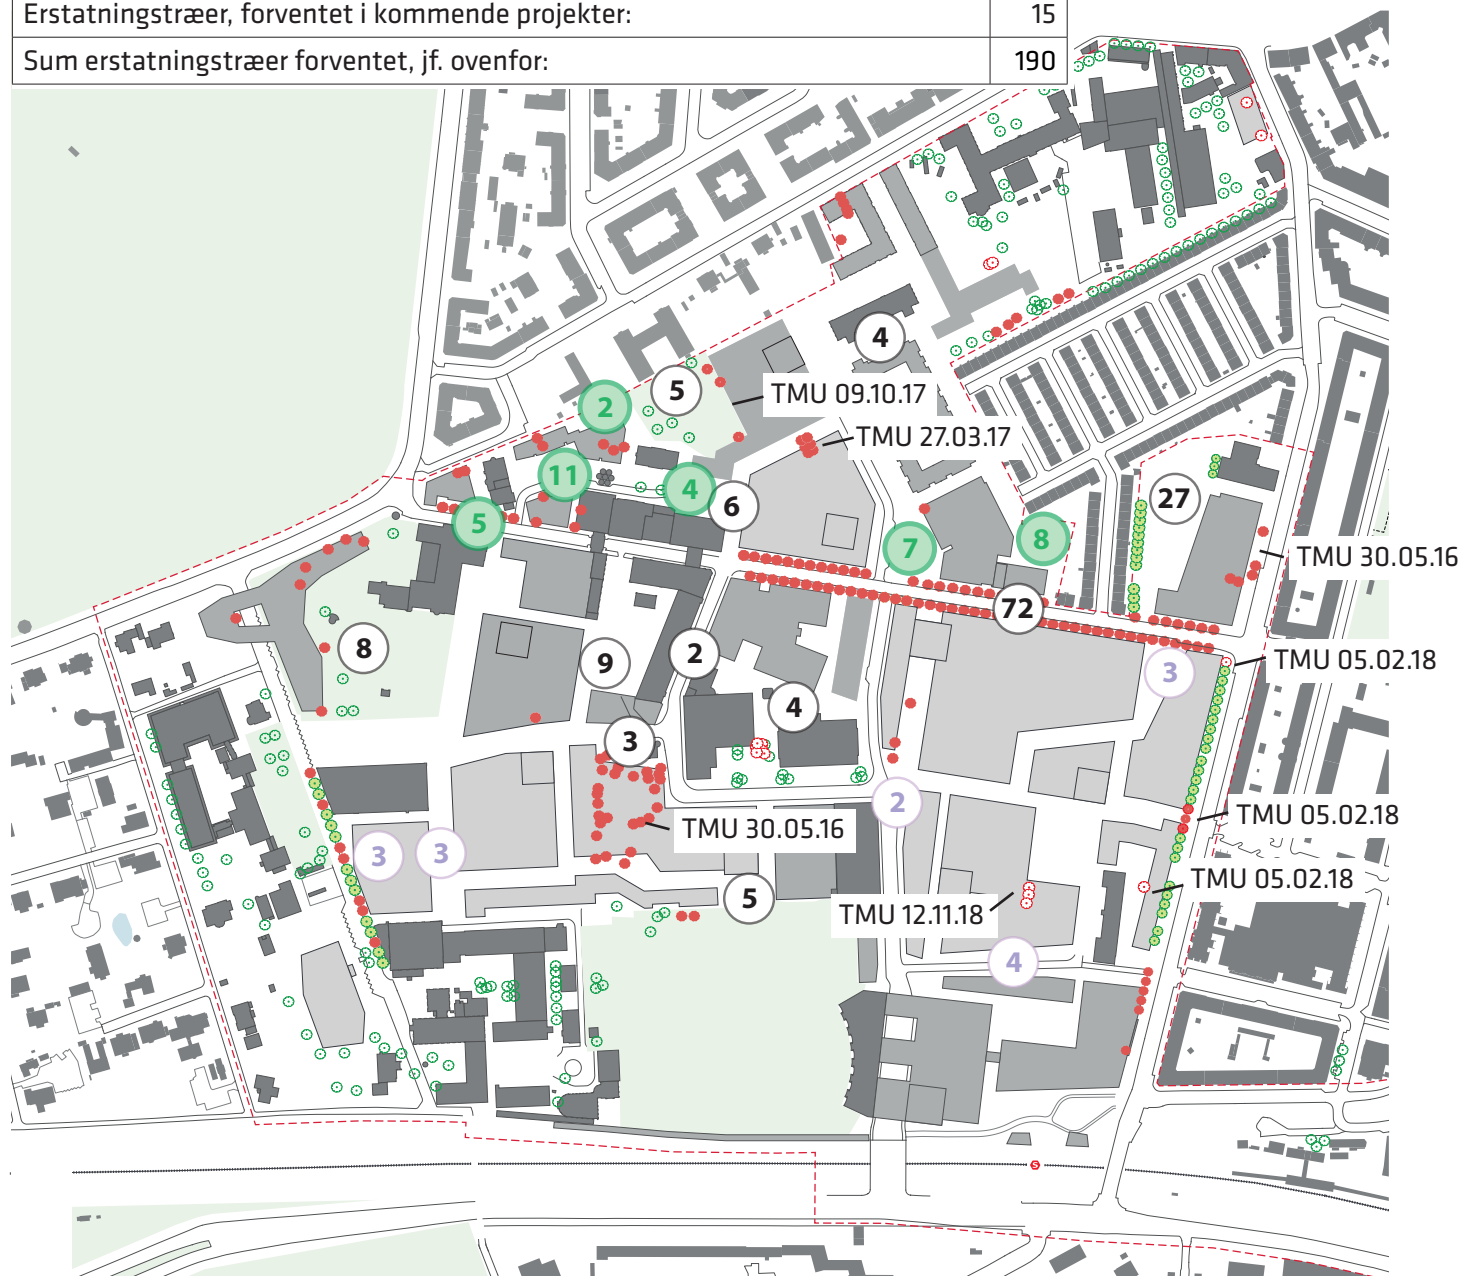 Erstatningstræer, forventet i kommende projekter: 15
Sum erstatningstræer forventet, jf. ovenfor: 190
4
5
TMU 09.10.17
2
TMU 27.03.17
11
4
6
27
5
7
8
TMU 30.05.16
72
8
9
2
TMU 05.02.18
3
4
3
2
TMU 05.02.18
TMU 30.05.16
3
3
TMU 05.02.18
5
TMU 12.11.18
4
S